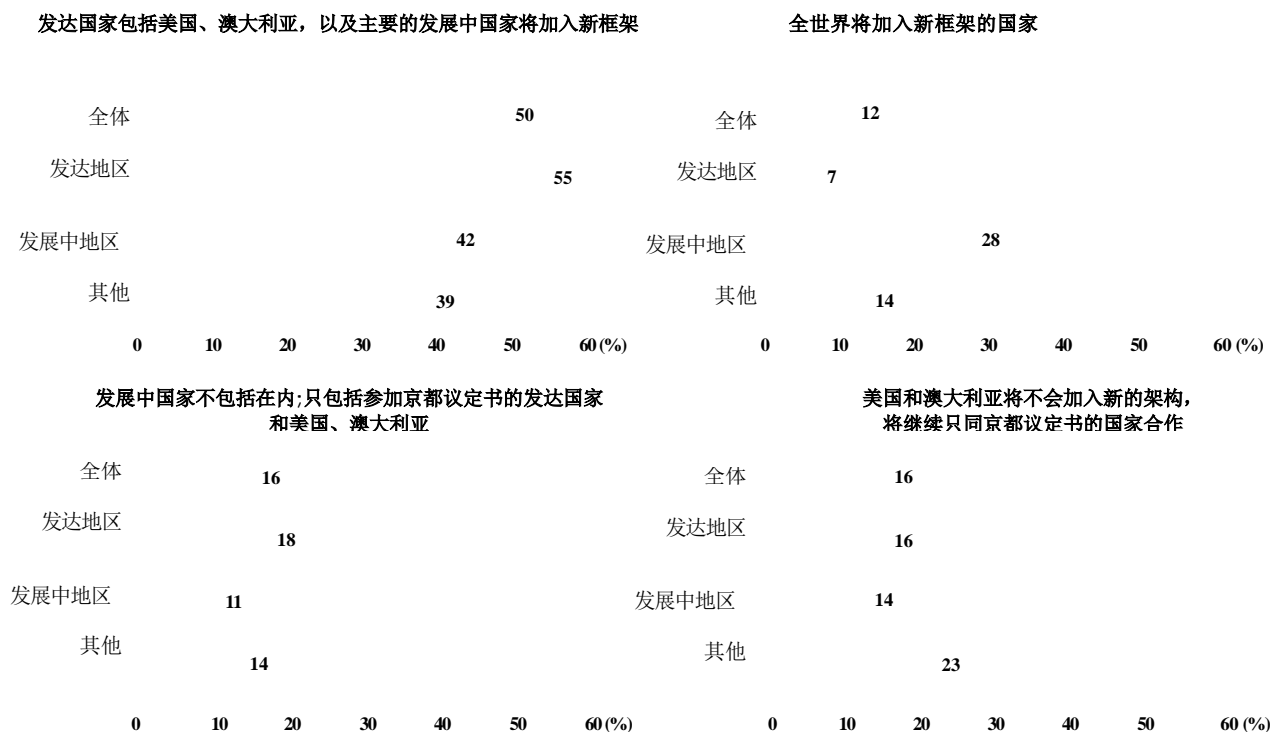 发达国家包括美国、澳大利亚，以及主要的发展中国家将加入新框架
全体 50
发达地区 55
发展中地区 42
其他 39
0 10 20 30 40 50 60 (%)
全世界将加入新框架的国家
全体 12
发达地区 7
发展中地区 28
其他 14
0 10 20 30 40 50 60 (%)
发展中国家不包括在内;只包括参加京都议定书的发达国家
和美国、澳大利亚
全体 16
发达地区 18
发展中地区 11
其他 14
0 10 20 30 40 50 60 (%)
美国和澳大利亚将不会加入新的架构，
将继续只同京都议定书的国家合作
全体 16
发达地区 16
发展中地区 14
其他 23
0 10 20 30 40 50 60 (%)